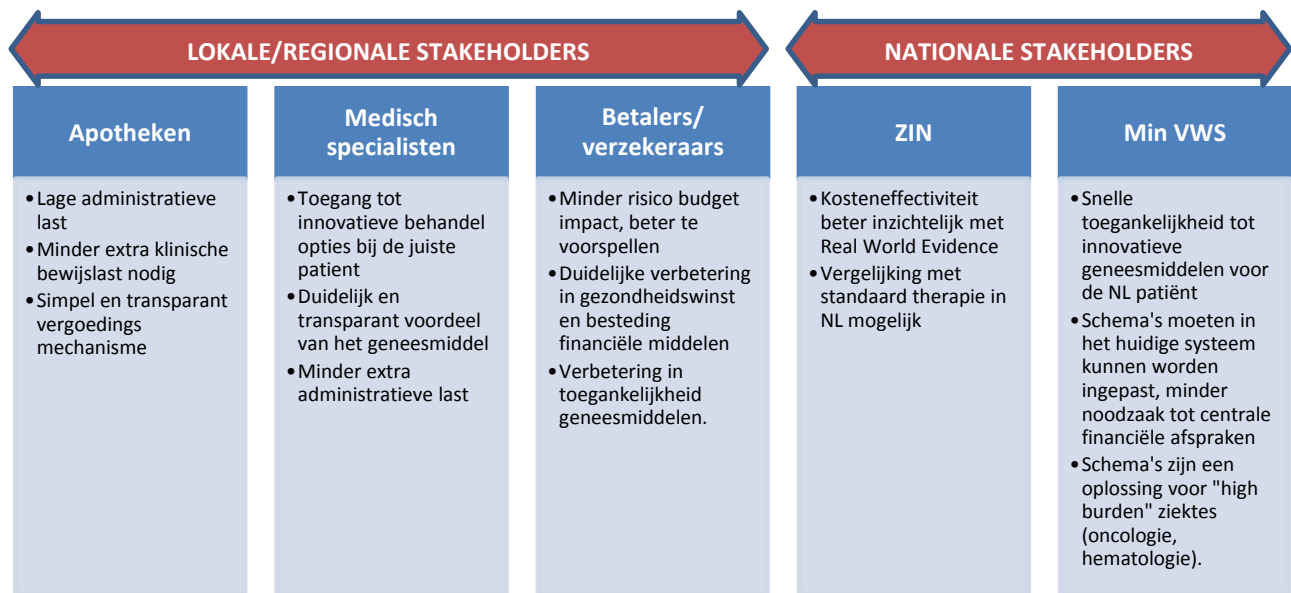 LOKALE/REGIONALE STAKEHOLDERS
NATIONALE STAKEHOLDERS
Apotheken
•Lage administratieve
last
•Minder extra klinische
bewijslast nodig
•Simpel en transparant
vergoedings
mechanisme
Medisch
specialisten
•Toegang tot
innovatieve behandel
opties bij de juiste
patient
•Duidelijk en
transparant voordeel
van het geneesmiddel
•Minder extra
administratieve last
Betalers/
verzekeraars
•Minder risico budget
impact, beter te
voorspellen
•Duidelijke verbetering
in gezondheidswinst
en besteding
financiële middelen
•Verbetering in
toegankelijkheid
geneesmiddelen.
ZIN
•Kosteneffectiviteit
beter inzichtelijk met
Real World Evidence
•Vergelijking met
standaard therapie in
NL mogelijk
Min VWS
•Snelle
toegankelijkheid tot
innovatieve
geneesmiddelen voor
de NL patiënt
•Schema's moeten in
het huidige systeem
kunnen worden
ingepast, minder
noodzaak tot centrale
financiële afspraken
•Schema's zijn een
oplossing voor "high
burden" ziektes
(oncologie,
hematologie).